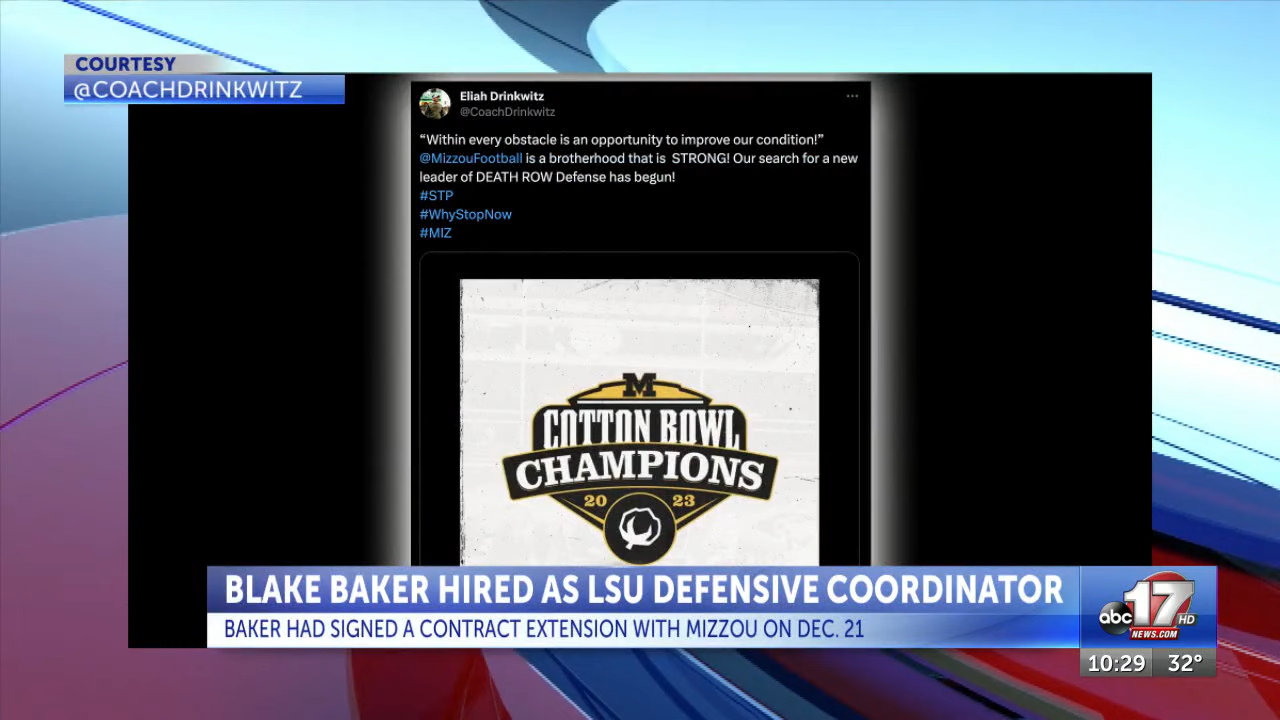 COURTESY
@COACHDRINKWITZ
Eliah Drinkwitz
@CoachDrinkwitz
“Within every obstacle is an opportunity to improve our condition!”
@MizzouFootball is a brotherhood that is STRONG! Our search for a new
leader of DEATH ROW Defense has begun!
#STP
#WhyStopNow
#MIZ
M
COTTON BOWL
CHAMPIONS
20 23
BLAKE BAKER HIRED AS LSU DEFENSIVE COORDINATOR
BAKER HAD SIGNED A CONTRACT EXTENSION WITH MIZZOU ON DEC. 21
abc 17 HD
NEWS.COM
10:29 32°